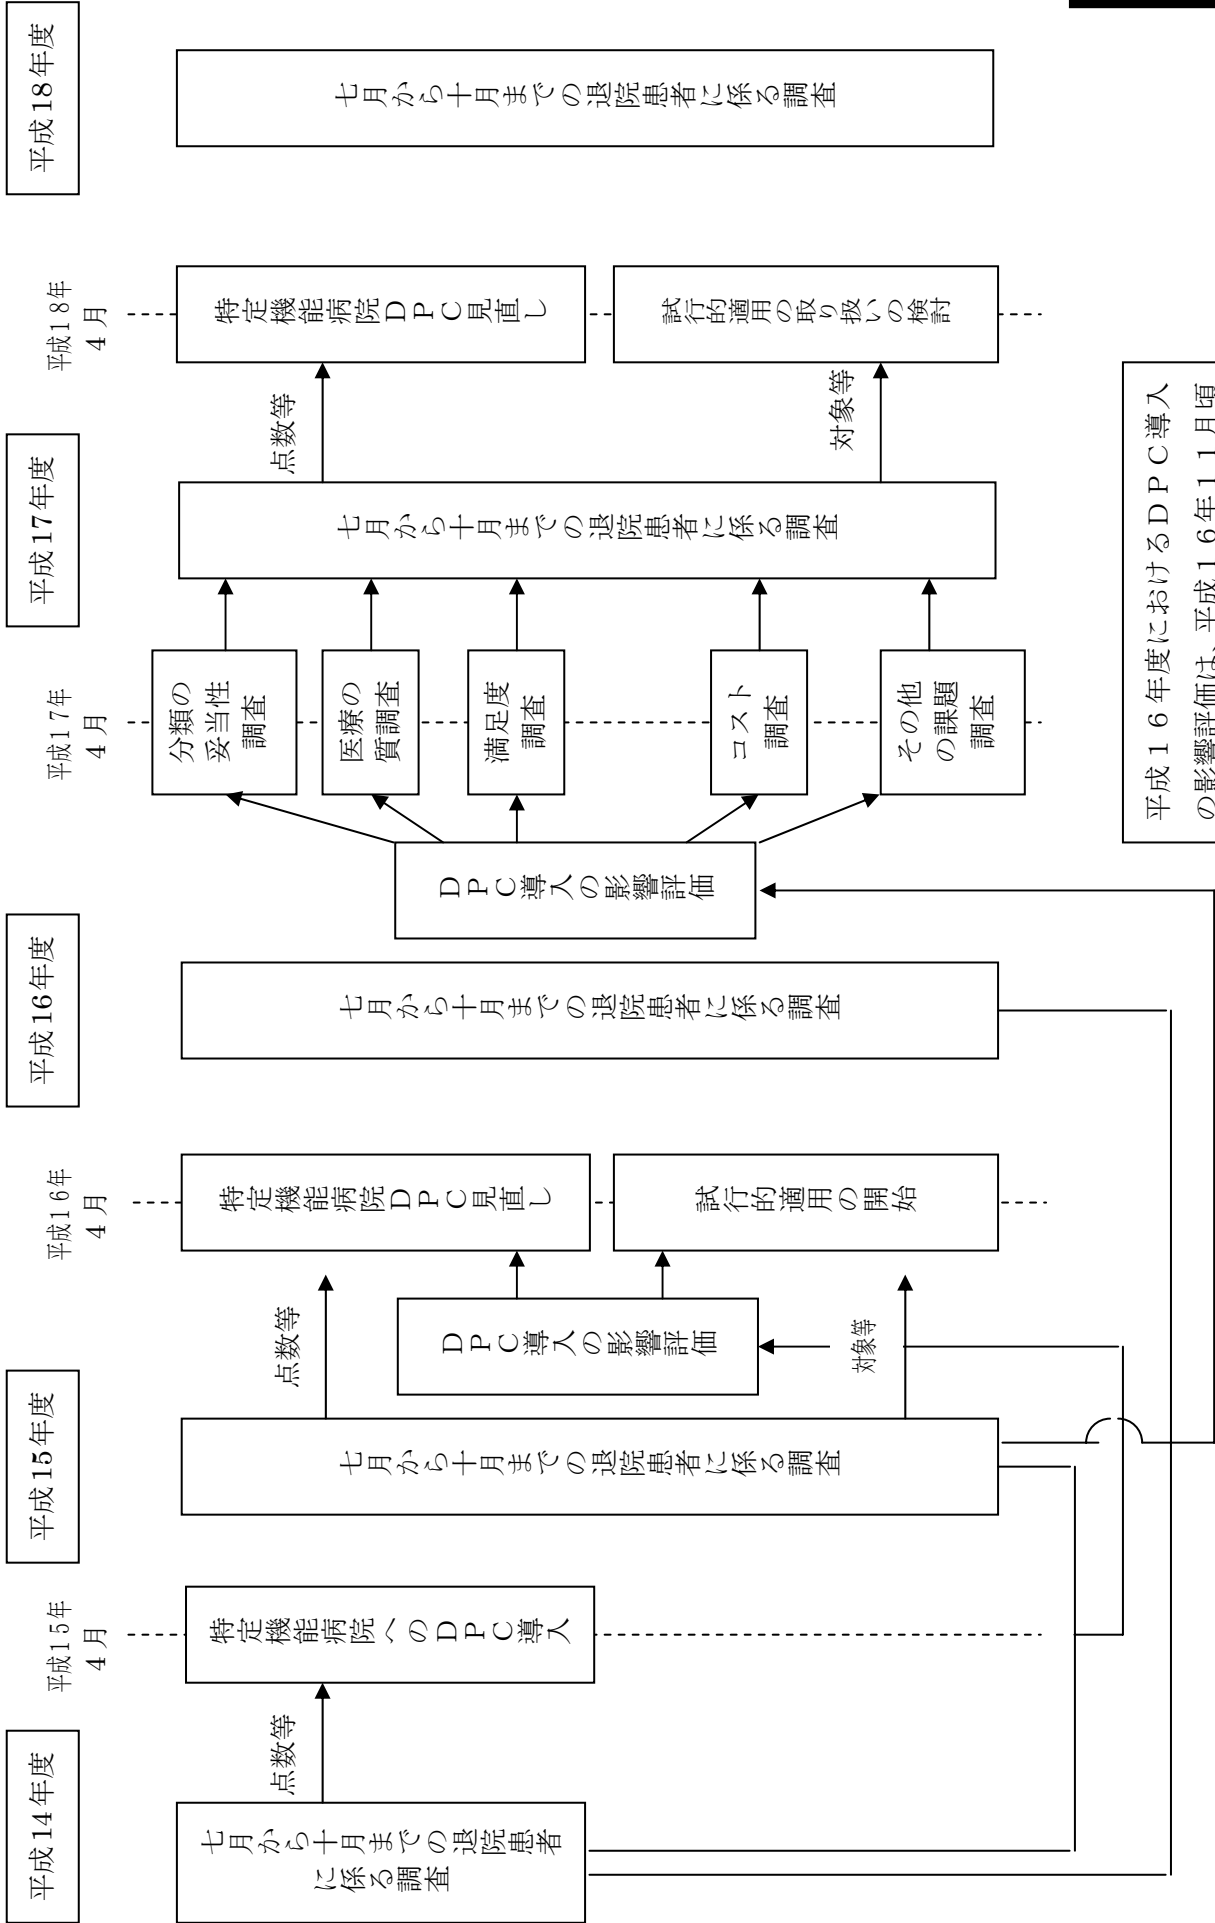 平成14年度
七月から十月までの退院患者
に係る調査
点数等
平成15年
4月
特定機能病院へのＤＰＣ導入
平成15年度
七月から十月までの退院患者に係る調査
点数等
対象等
ＤＰＣ導入の影響評価
平成16年
4月
特定機能病院ＤＰＣ見直し
試行的適用の開始
平成16年度
七月から十月までの退院患者に係る調査
ＤＰＣ導入の影響評価
平成17年
4月
分類の
妥当性
調査
医療の
質調査
満足度
調査
コスト
調査
その他
の課題
調査
平成17年度
七月から十月までの退院患者に係る調査
点数等
対象等
平成18年
4月
特定機能病院ＤＰＣ見直し
試行的適用の取り扱いの検討
平成18年度
七月から十月までの退院患者に係る調査
平成１６年度におけるＤＰＣ導入
の影響評価は、平成１６年１１月頃